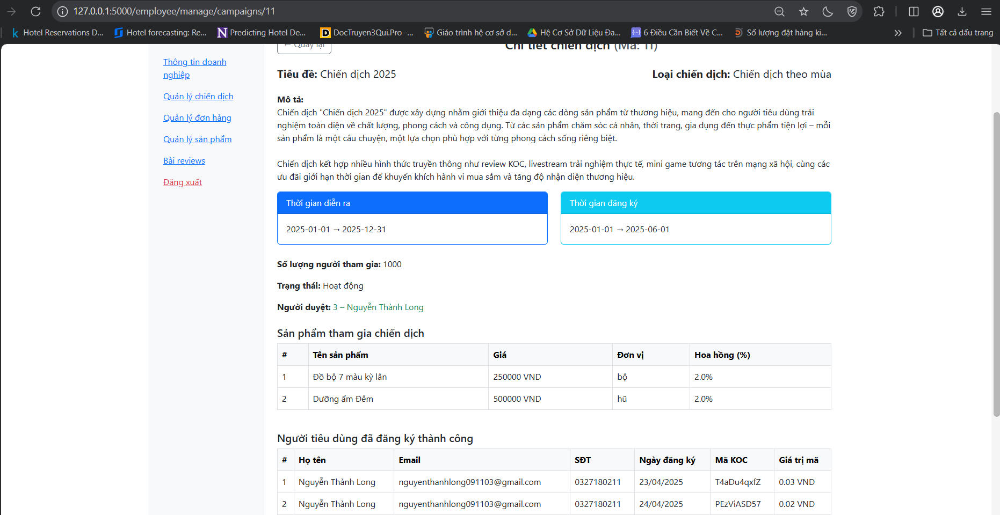 127.0.0.1:5000/employee/manage/campaigns/11
Hotel Reservations D...
Hotel forecasting: Re...
Predicting Hotel De...
DocTruyen3Qui.Pro -...
Giáo trình hệ cơ sở d...
Hệ Cơ Sở Dữ Liệu Đa...
6 Điều Cần Biết Về C...
Số lượng đặt hàng ki...
Tất cả dấu trang
← Quay lại
Chi tiết chiến dịch (Mã: 11)
Thông tin doanh
nghiệp
Quản lý chiến dịch
Quản lý đơn hàng
Quản lý sản phẩm
Bài reviews
Đăng xuất
Tiêu đề: Chiến dịch 2025
Loại chiến dịch: Chiến dịch theo mùa
Mô tả:
Chiến dịch "Chiến dịch 2025" được xây dựng nhằm giới thiệu đa dạng các dòng sản phẩm từ thương hiệu, mang đến cho người tiêu dùng trải
nghiệm toàn diện về chất lượng, phong cách và công dụng. Từ các sản phẩm chăm sóc cá nhân, thời trang, gia dụng đến thực phẩm tiện lợi – mỗi
sản phẩm là một câu chuyện, một lựa chọn phù hợp với từng phong cách sống riêng biệt.
Chiến dịch kết hợp nhiều hình thức truyền thông như review KOC, livestream trải nghiệm thực tế, mini game tương tác trên mạng xã hội, cùng các
ưu đãi giới hạn thời gian để khuyến khích hành vi mua sắm và tăng độ nhận diện thương hiệu.
Thời gian diễn ra
2025-01-01 → 2025-12-31
Thời gian đăng ký
2025-01-01 → 2025-06-01
Số lượng người tham gia: 1000
Trạng thái: Hoạt động
Người duyệt: 3 – Nguyễn Thành Long
Sản phẩm tham gia chiến dịch
# Tên sản phẩm Giá Đơn vị Hoa hồng (%)
1 Đồ bộ 7 màu kỳ lân 250000 VND bộ 2.0%
2 Dưỡng ẩm Đêm 500000 VND hũ 2.0%
Người tiêu dùng đã đăng ký thành công
# Họ tên Email SĐT Ngày đăng ký Mã KOC Giá trị mã
1 Nguyễn Thành Long nguyenthanhlong091103@gmail.com 0327180211 23/04/2025 T4aDu4qxfZ 0.03 VND
2 Nguyễn Thành Long nguyenthanhlong091103@gmail.com 0327180211 24/04/2025 PEzViASD57 0.02 VND